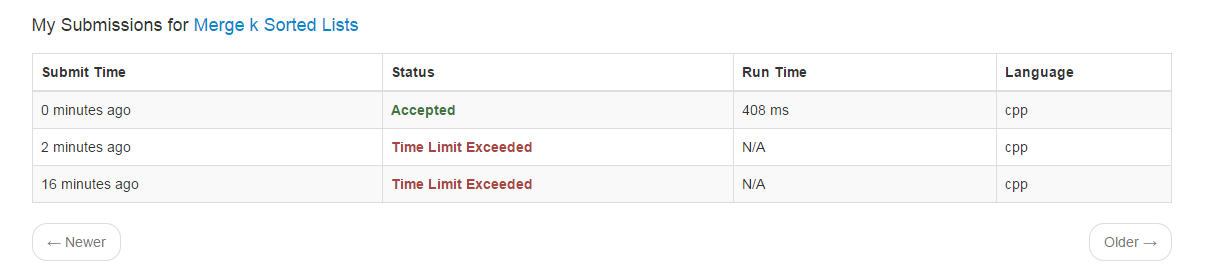 My Submissions for Merge k Sorted Lists
Submit Time Status Run Time Language
0 minutes ago Accepted 408 ms cpp
2 minutes ago Time Limit Exceeded N/A cpp
16 minutes ago Time Limit Exceeded N/A cpp
← Newer Older →